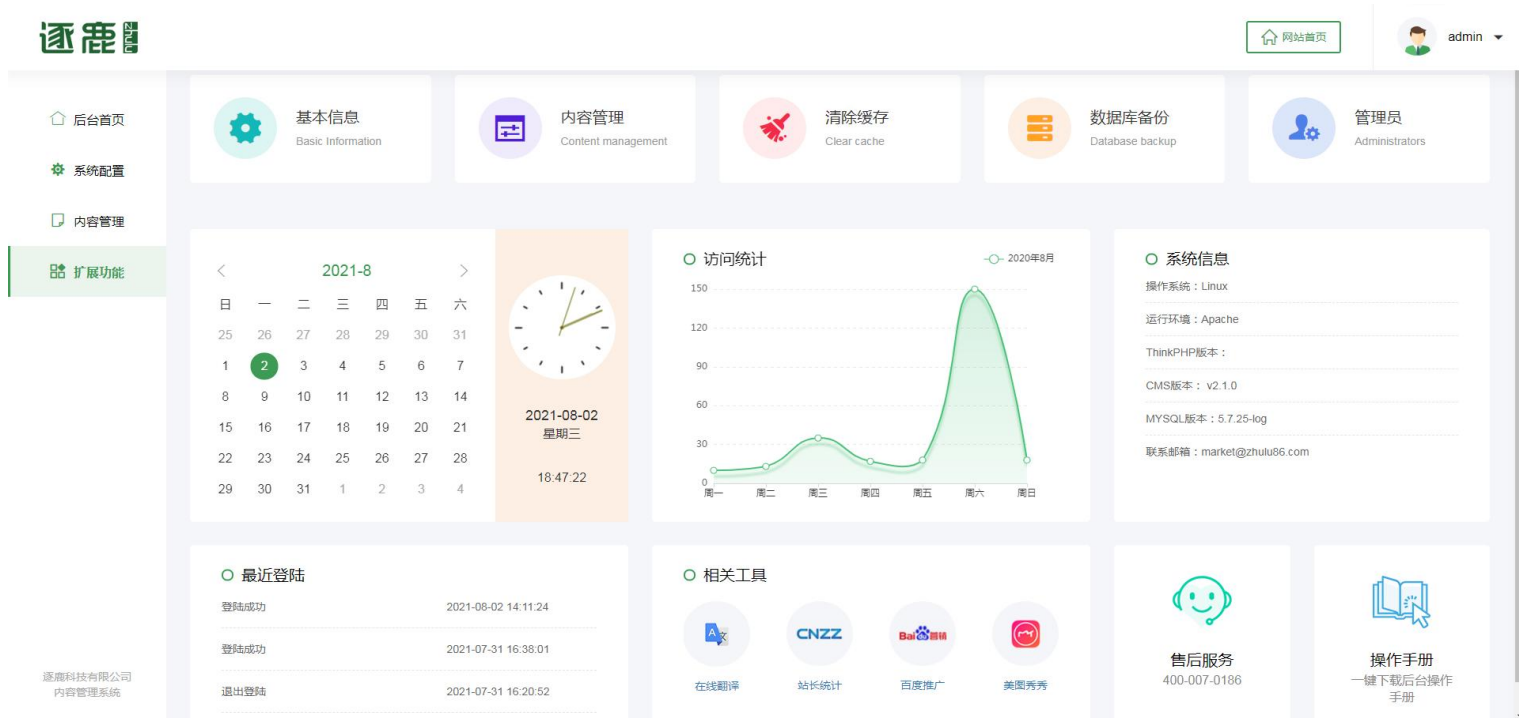 逐鹿 ZHULU
网站首页
admin
后台首页
系统配置
内容管理
扩展功能
逐鹿科技有限公司
内容管理系统
基本信息
Basic Information
内容管理
Content management
清除缓存
Clear cache
数据库备份
Database backup
管理员
Administrators
2021-8
日 一 二 三 四 五 六
25 26 27 28 29 30 31
1 2 3 4 5 6 7
8 9 10 11 12 13 14
15 16 17 18 19 20 21
22 23 24 25 26 27 28
29 30 31 1 2 3 4
2021-08-02
星期三
18:47:22
访问统计
2020年8月
150
120
90
60
30
0
周一 周二 周三 周四 周五 周六 周日
系统信息
操作系统：Linux
运行环境：Apache
ThinkPHP版本：
CMS版本： v2.1.0
MYSQL版本：5.7.25-log
联系邮箱：market@zhulu86.com
最近登陆
登陆成功 2021-08-02 14:11:24
登陆成功 2021-07-31 16:38:01
退出登陆 2021-07-31 16:20:52
相关工具
A 文
CNZZ
Bai 营销
在线翻译 站长统计 百度推广 美图秀秀
售后服务
400-007-0186
操作手册
一键下载后台操作
手册